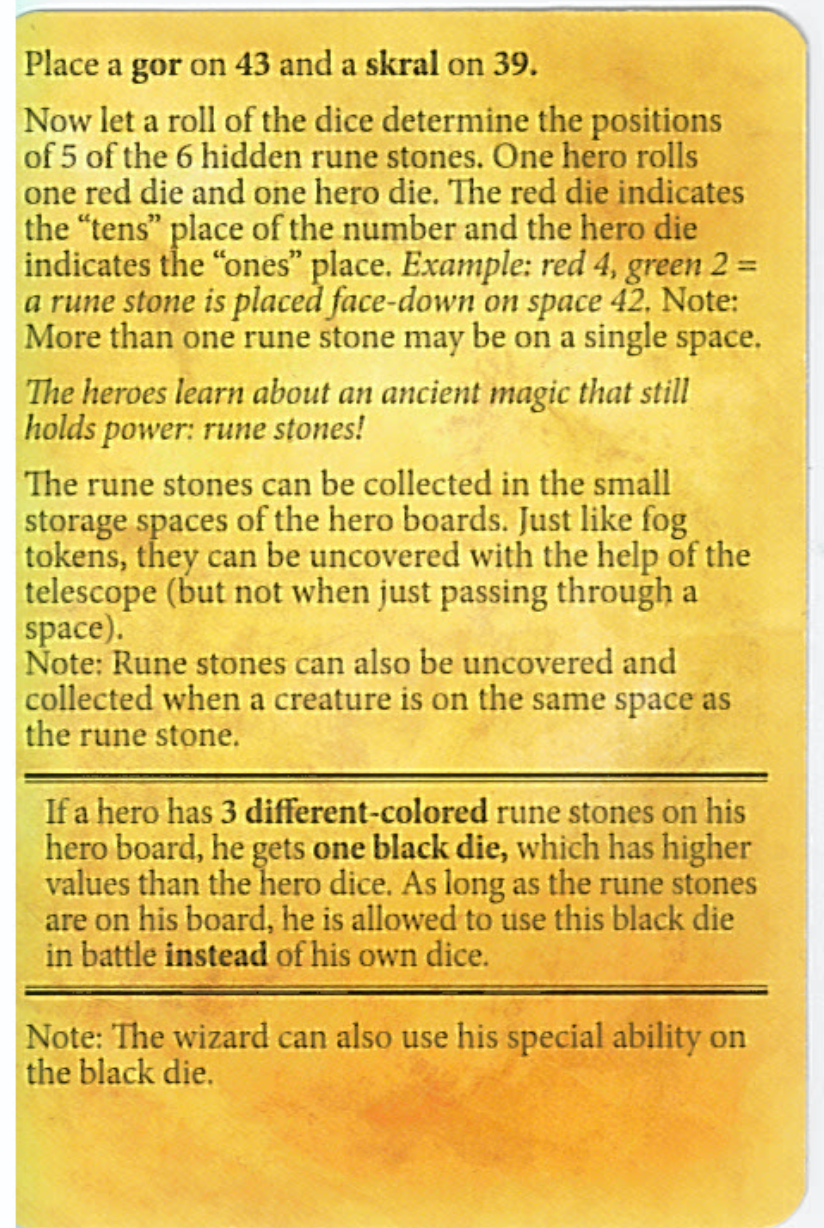 Place a gor on 43 and a skral on 39.
Now let a roll of the dice determine the positions
of 5 of the 6 hidden rune stones. One hero rolls
one red die and one hero die. The red die indicates
the “tens” place of the number and the hero die
indicates the “ones” place. Example: red 4, green 2 =
a rune stone is placed face-down on space 42. Note:
More than one rune stone may be on a single space.
The heroes learn about an ancient magic that still
holds power: rune stones!
The rune stones can be collected in the small
storage spaces of the hero boards. Just like fog
tokens, they can be uncovered with the help of the
telescope (but not when just passing through a
space).
Note: Rune stones can also be uncovered and
collected when a creature is on the same space as
the rune stone.
If a hero has 3 different-colored rune stones on his
hero board, he gets one black die, which has higher
values than the hero dice. As long as the rune stones
are on his board, he is allowed to use this black die
in battle instead of his own dice.
Note: The wizard can also use his special ability on
the black die.